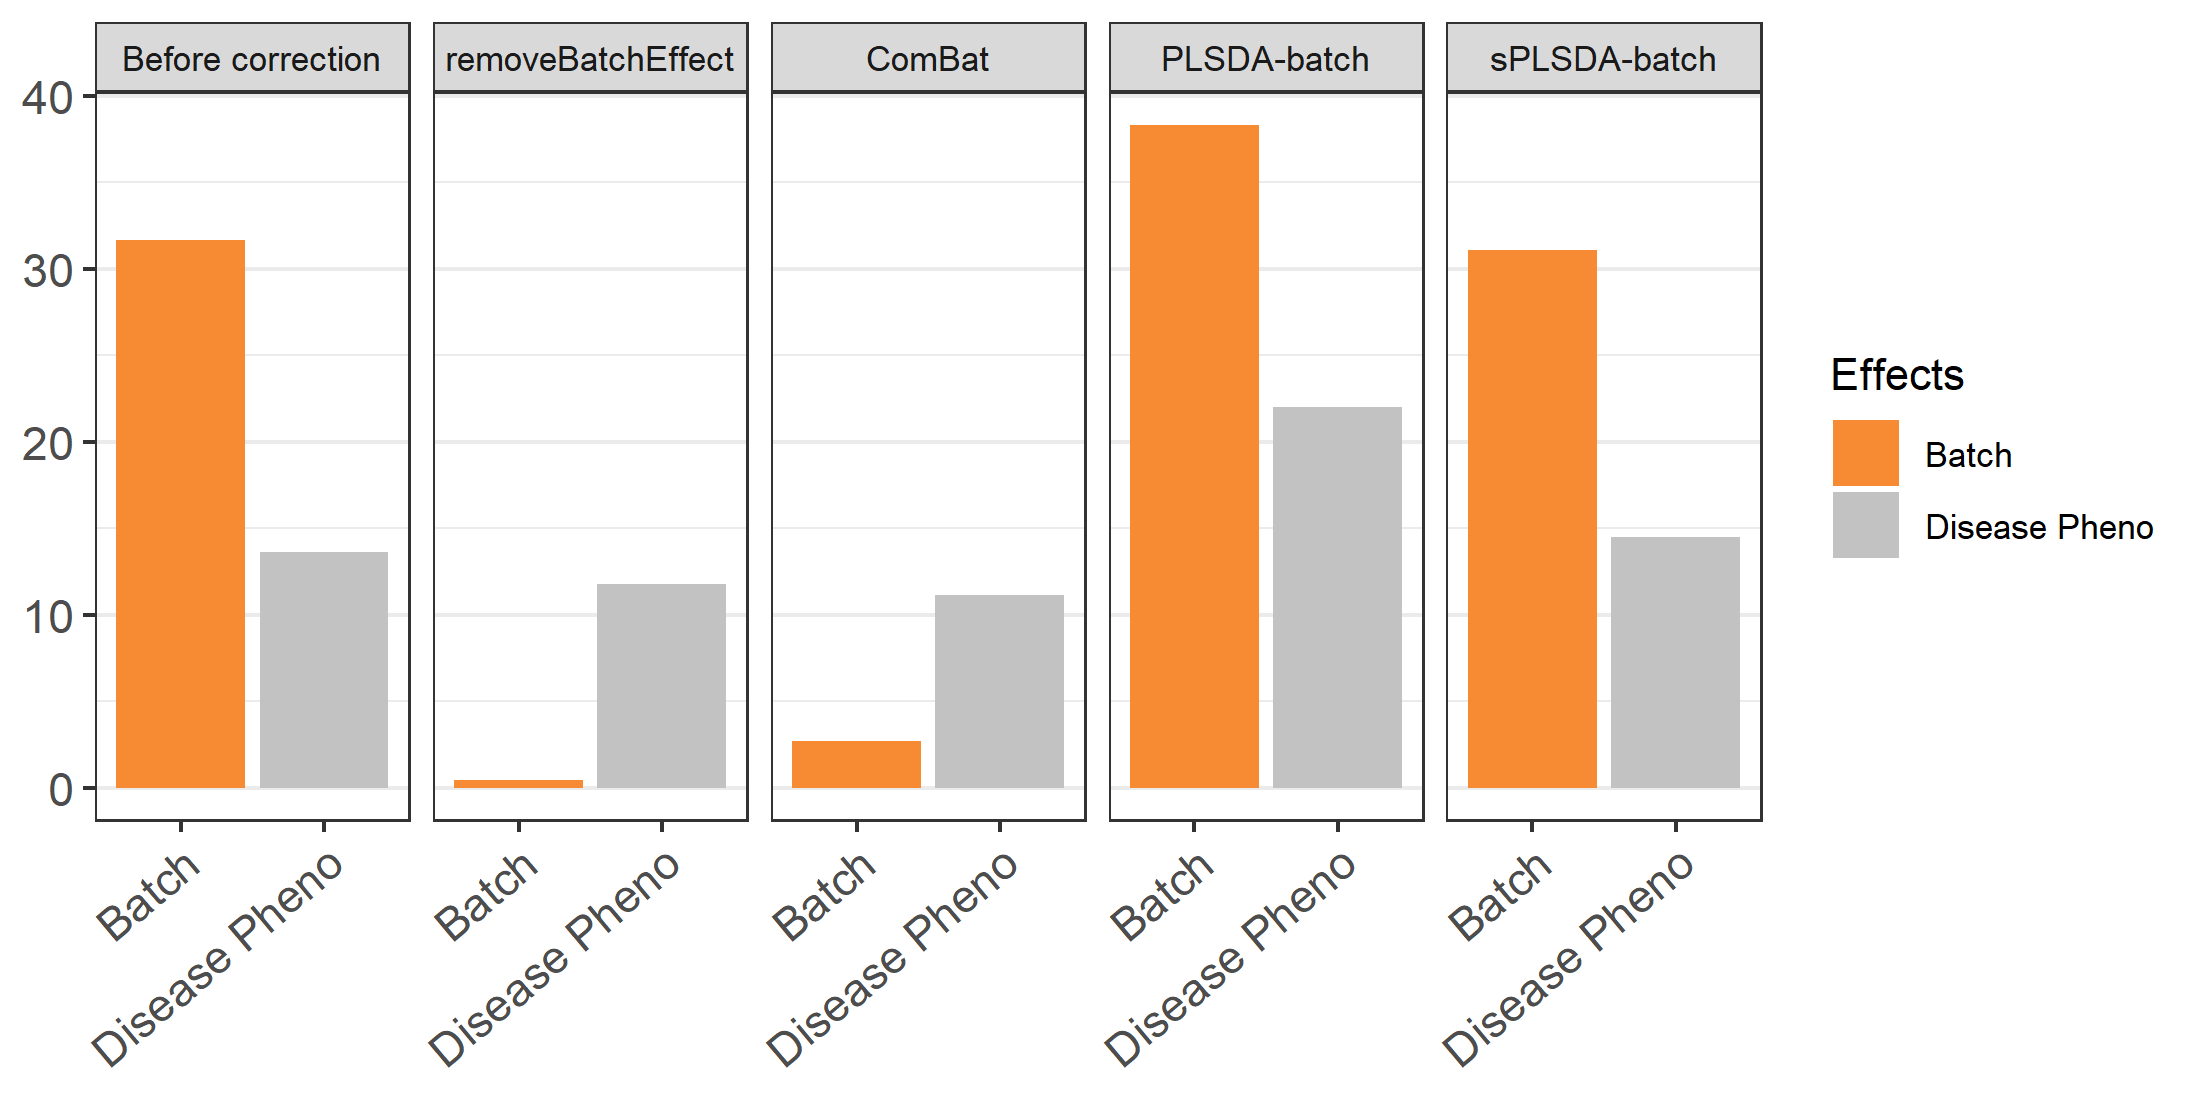 Before correction
removeBatchEffect
ComBat
PLSDA-batch
sPLSDA-batch
40
30
20
10
0
Batch
Disease Pheno
Batch
Disease Pheno
Batch
Disease Pheno
Batch
Disease Pheno
Batch
Disease Pheno
Effects
Batch
Disease Pheno